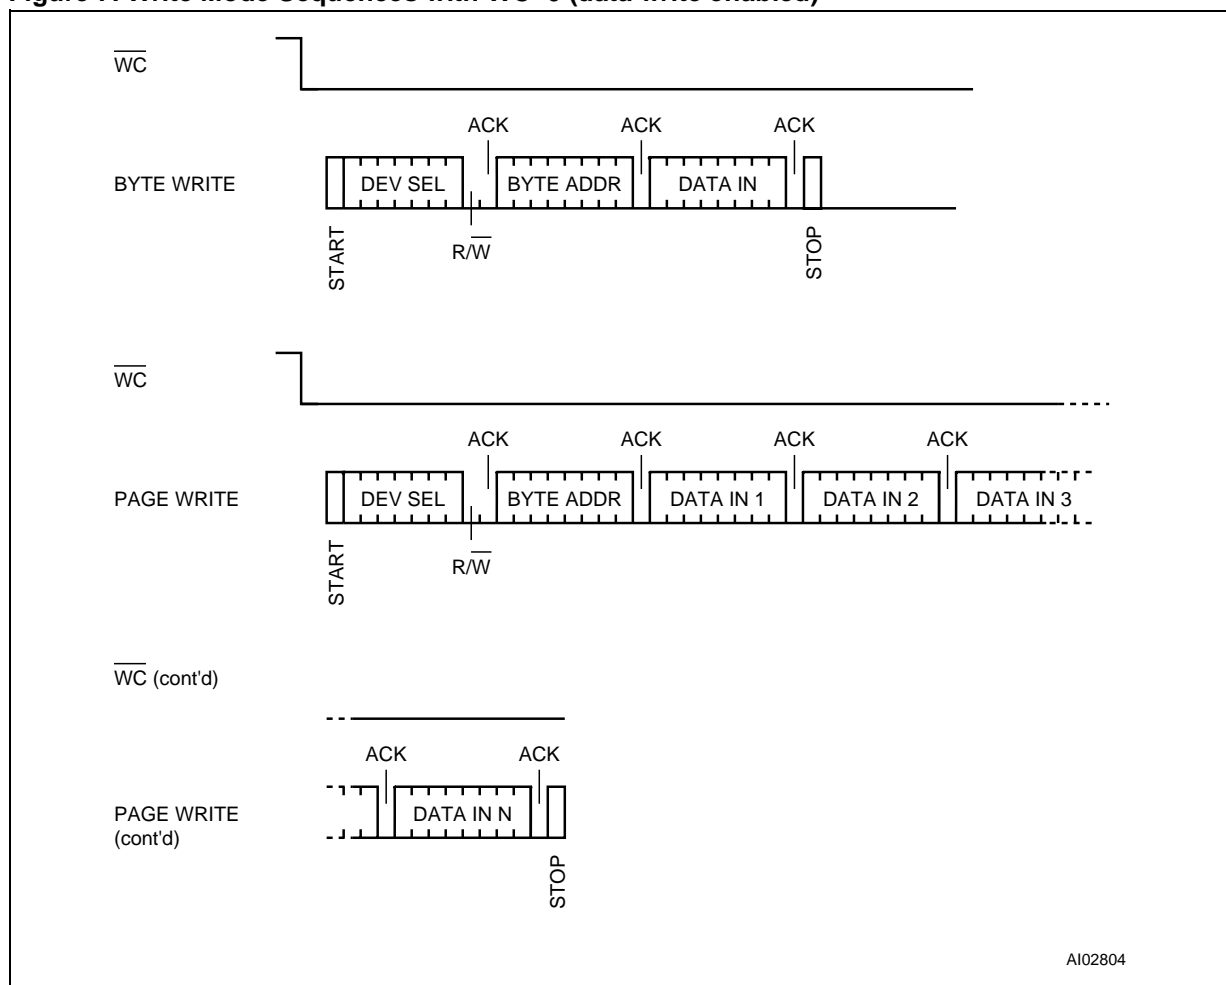 WC
ACK ACK ACK
BYTE WRITE DEV SEL BYTE ADDR DATA IN
R/W
START
STOP
WC
ACK ACK ACK ACK
PAGE WRITE DEV SEL BYTE ADDR DATA IN 1 DATA IN 2 DATA IN 3
R/W
START
WC (cont'd)
ACK ACK
PAGE WRITE DATA IN N
(cont'd)
STOP
AI02804